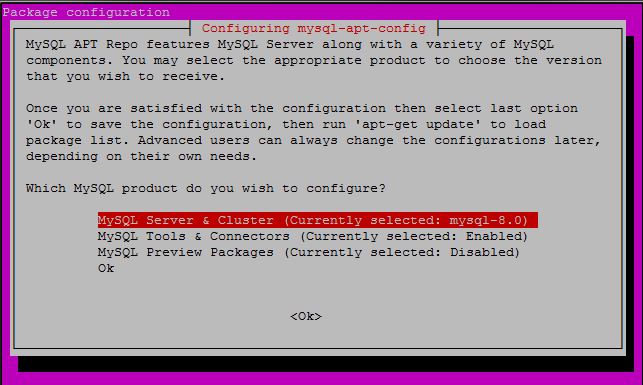 Package configuration
Configuring mysql-apt-config
MySQL APT Repo features MySQL Server along with a variety of MySQL
components. You may select the appropriate product to choose the version
that you wish to receive.
Once you are satisfied with the configuration then select last option
'Ok' to save the configuration, then run 'apt-get update' to load
package list. Advanced users can always change the configurations later,
depending on their own needs.
Which MySQL product do you wish to configure?
MySQL Server & Cluster (Currently selected: mysql-8.0)
MySQL Tools & Connectors (Currently selected: Enabled)
MySQL Preview Packages (Currently selected: Disabled)
Ok
<Ok>